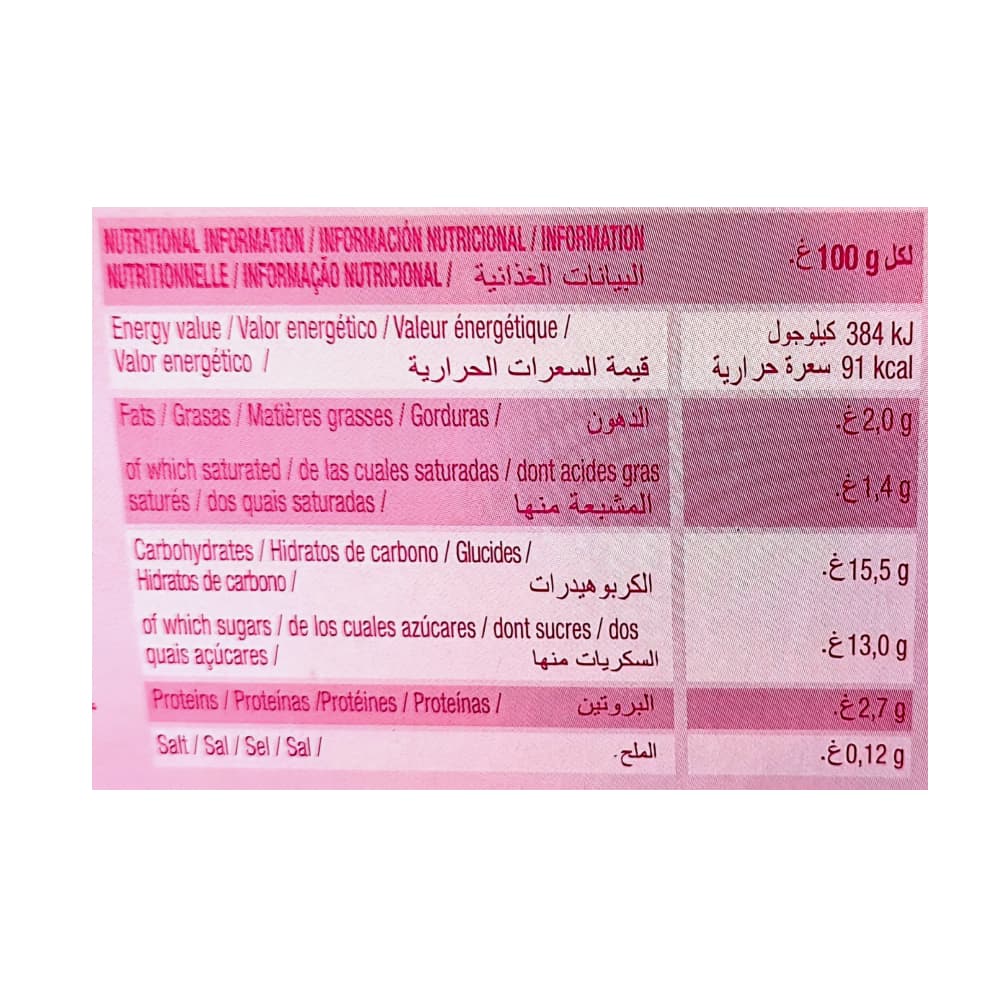 NUTRITIONAL INFORMATION / INFORMACIÓN NUTRICIONAL / INFORMATION
NUTRITIONNELLE / INFORMAÇÃO NUTRICIONAL / البيانات الغذائية
لكل 100 g غ.
Energy value / Valor energético / Valeur énergétique /
Valor energético / قيمة السعرات الحرارية
384 kJ كيلوجول
91 kcal سعرة حرارية
Fats / Grasas / Matières grasses / Gorduras / الدهون
2,0 g غ.
of which saturated / de las cuales saturadas / dont acides gras
saturés / dos quais saturadas / المشبعة منها
1,4 g غ.
Carbohydrates / Hidratos de carbono / Glucides /
Hidratos de carbono / الكربوهيدرات
15,5 g غ.
of which sugars / de los cuales azúcares / dont sucres / dos
quais açúcares / السكريات منها
13,0 g غ.
Proteins / Proteínas /Protéines / Proteínas / البروتين
2,7 g غ.
Salt / Sal / Sel / Sal / الملح.
0,12 g غ.